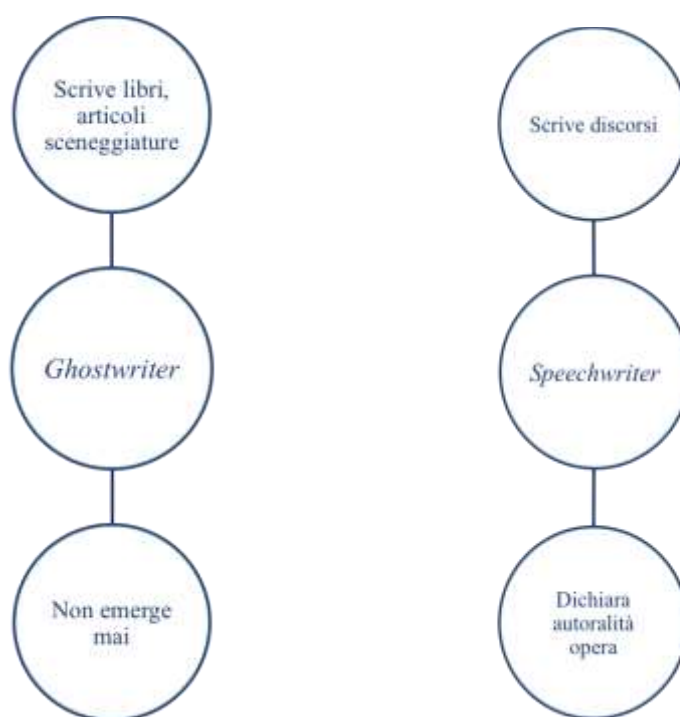 Scrive libri,
articoli
sceneggiature
Ghostwriter
Non emerge
mai
Scrive discorsi
Speechwriter
Dichiara
autoralità
opera